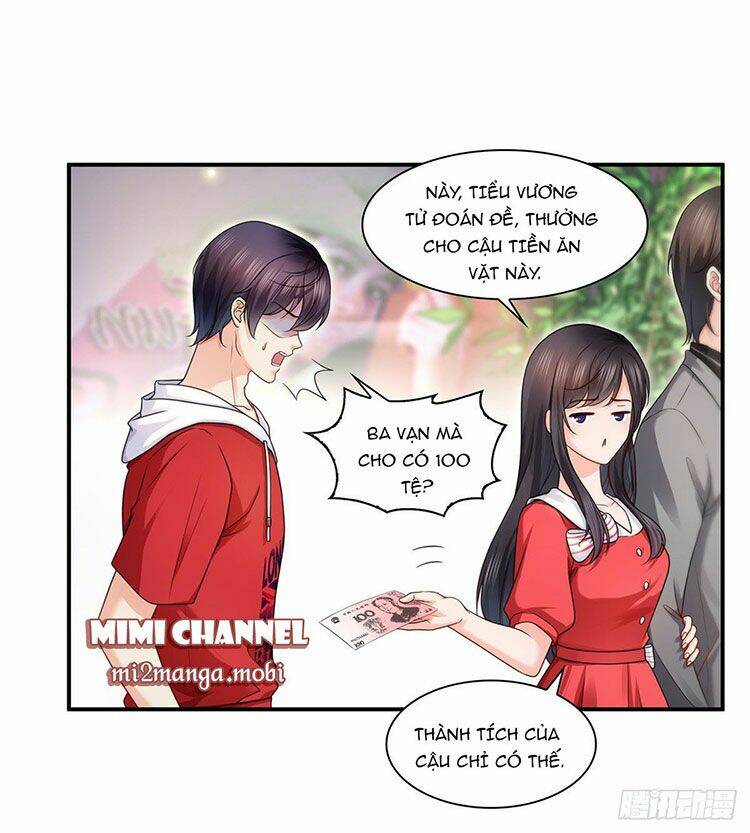 NÀY, TIỂU VƯƠNG
TỬ ĐOÁN ĐỀ, THƯỞNG
CHO CẬU TIỀN ĂN
VẶT NÀY.
BA VẠN MÀ
CHO CÓ 100
TỆ?
100
MIMI CHANNEL
mi2manga.mobi
THÀNH TÍCH CỦA
CẬU CHỈ CÓ THẾ.
腾讯动漫